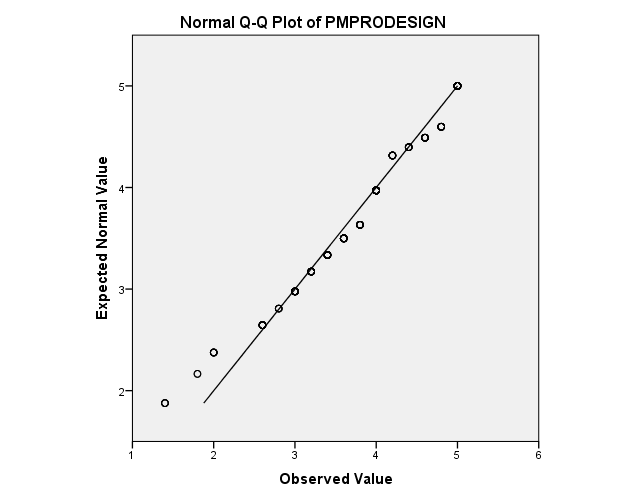 Normal Q-Q Plot of PMPRODESIGN
Expected Normal Value
5
4
3
2
1 2 3 4 5 6
Observed Value